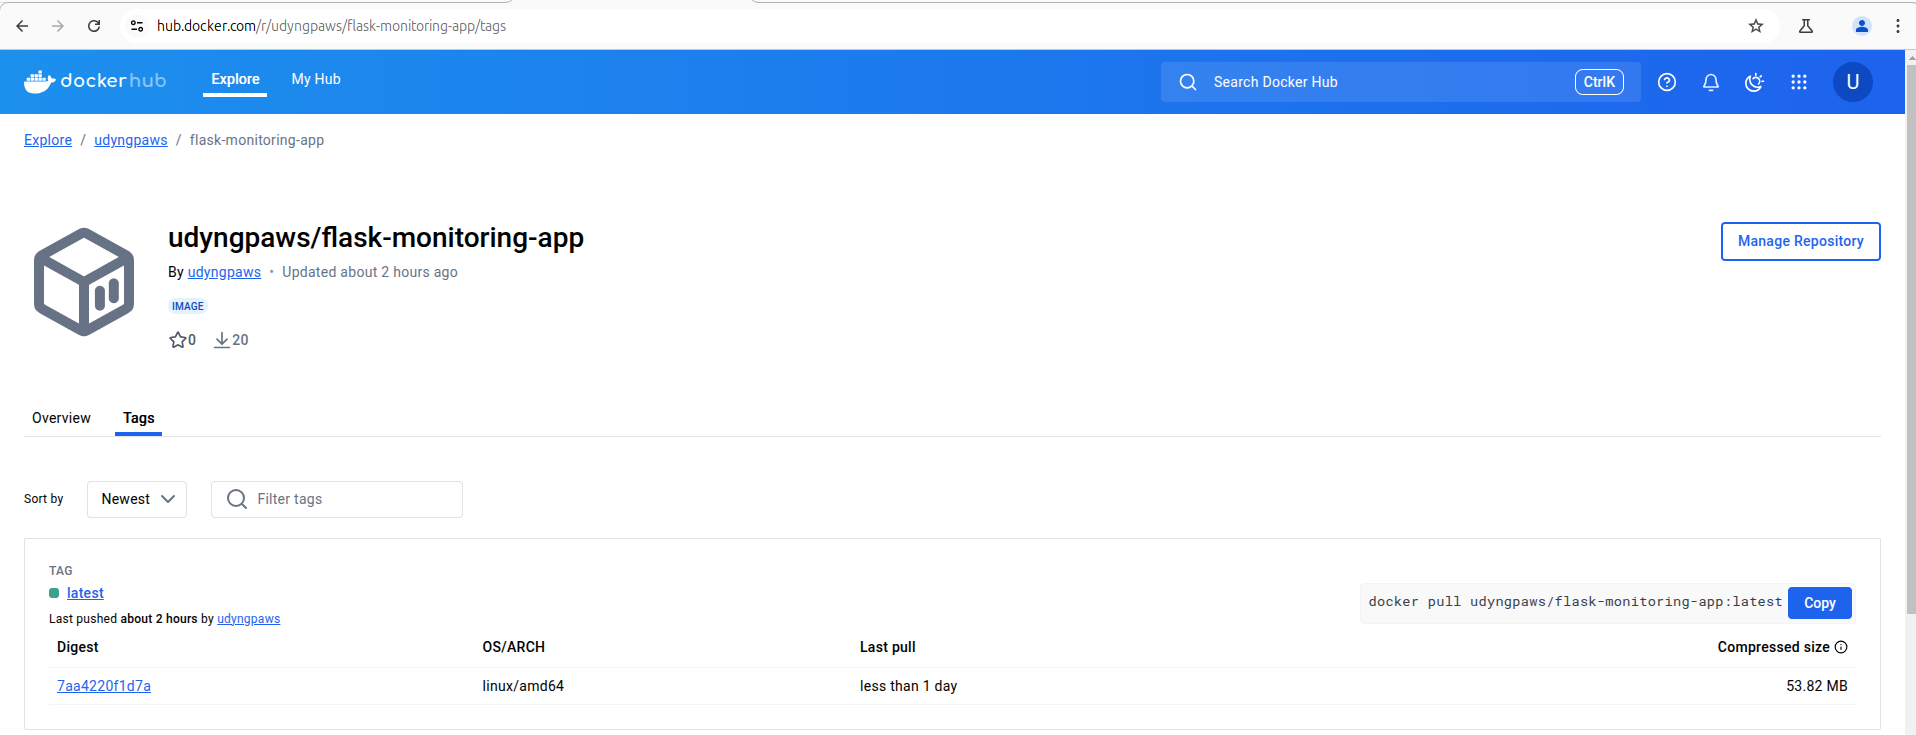 hub.docker.com/r/udyngpaws/flask-monitoring-app/tags
dockerhub Explore My Hub Search Docker Hub CtrlK U
Explore / udyngpaws / flask-monitoring-app
udyngpaws/flask-monitoring-app
Manage Repository
By udyngpaws • Updated about 2 hours ago
IMAGE
0 20
Overview Tags
Sort by Newest Filter tags
TAG
latest
docker pull udyngpaws/flask-monitoring-app:latest Copy
Last pushed about 2 hours by udyngpaws
Digest OS/ARCH Last pull Compressed size
7aa4220f1d7a linux/amd64 less than 1 day 53.82 MB